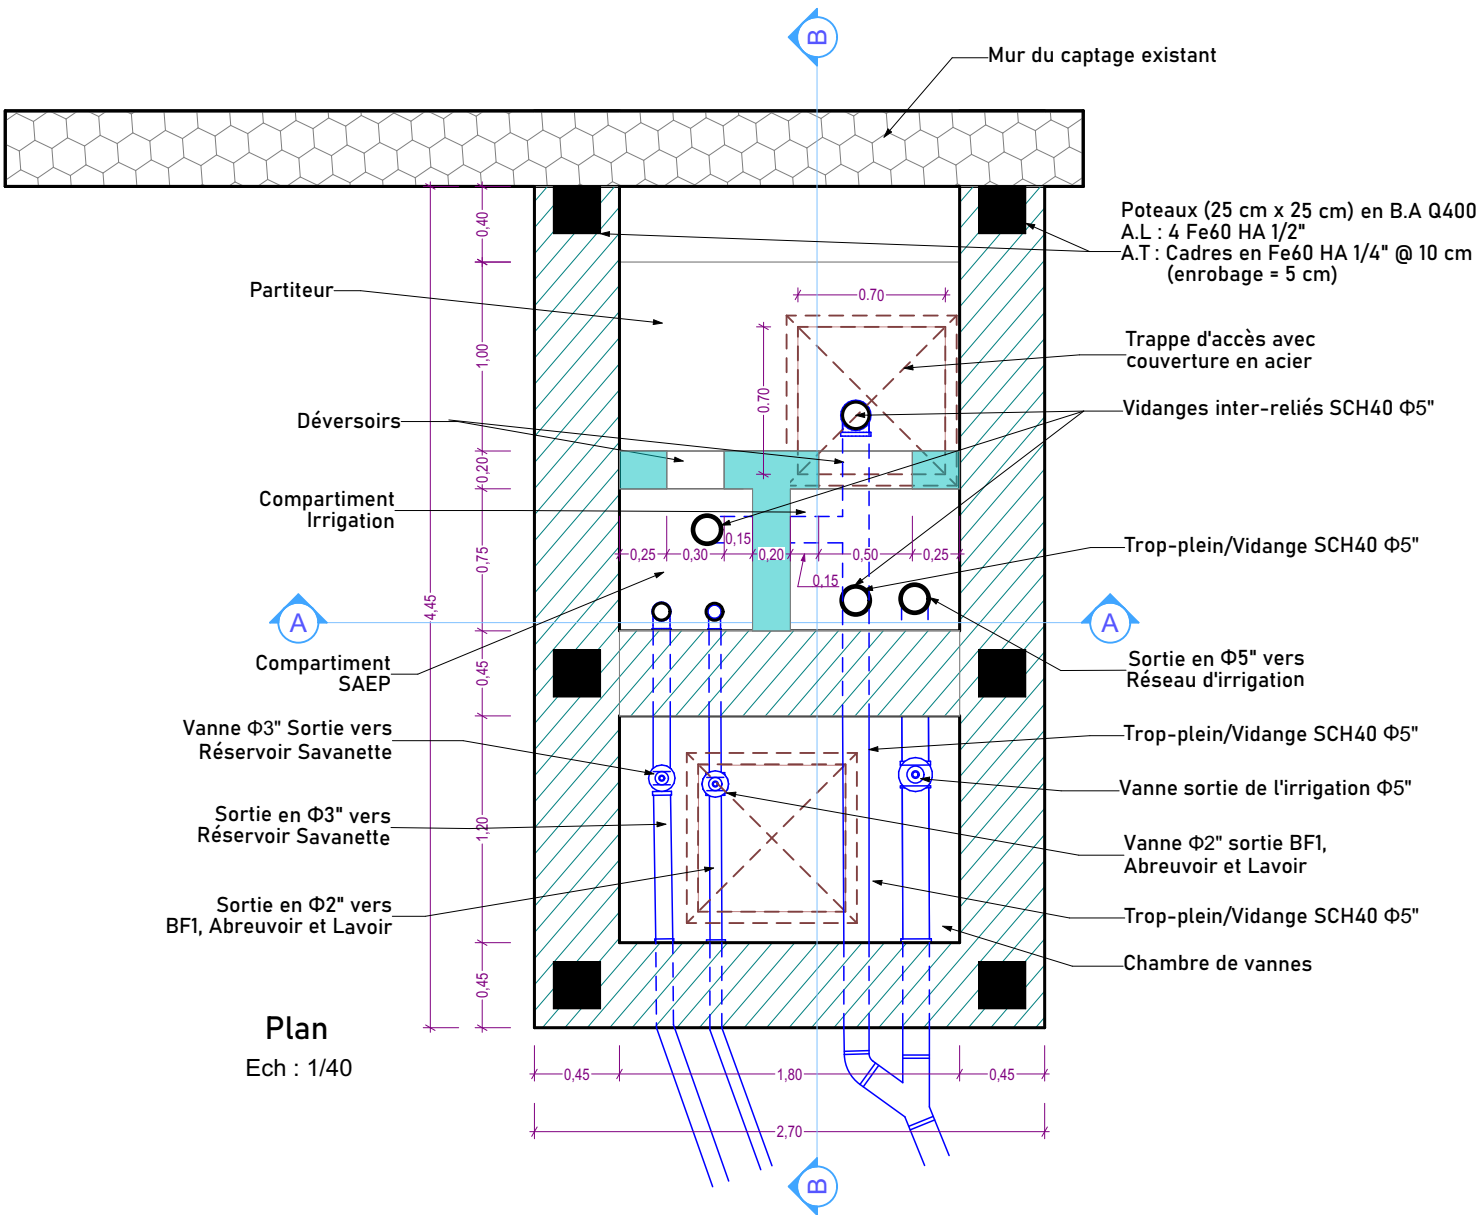 B
Mur du captage existant
Poteaux (25 cm x 25 cm) en B.A Q400
A.L : 4 Fe60 HA 1/2"
A.T : Cadres en Fe60 HA 1/4" @ 10 cm
(enrobage = 5 cm)
0,40
Partiteur
0.70
Trappe d'accès avec
couverture en acier
1,00
0.70
Déversoirs
Vidanges inter-reliés SCH40 Φ5"
0,20
Compartiment
Irrigation
0,15
0,25
0,30
0,20
0,50
0,25
0,15
Trop-plein/Vidange SCH40 Φ5"
0,75
4,45
A
A
Compartiment
SAEP
Sortie en Φ5" vers
Réseau d'irrigation
0,45
Vanne Φ3" Sortie vers
Réservoir Savanette
Trop-plein/Vidange SCH40 Φ5"
Vanne sortie de l'irrigation Φ5"
Sortie en Φ3" vers
Réservoir Savanette
1,20
Vanne Φ2" sortie BF1,
Abreuvoir et Lavoir
Sortie en Φ2" vers
BF1, Abreuvoir et Lavoir
Trop-plein/Vidange SCH40 Φ5"
Chambre de vannes
0,45
Plan
Ech : 1/40
0,45
1,80
0,45
2,70
B